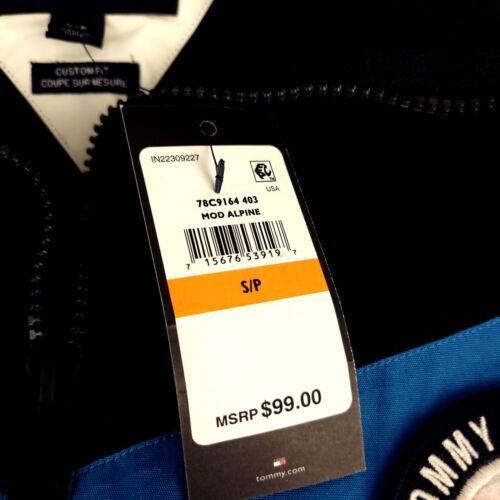 CUSTOM FIT
COUPE SUR MESURE
IN22309227
USA
78C9164 403
MOD ALPINE
7 15676 53919 7
S/P
MSRP $99.00
tommy.com
TOMMY